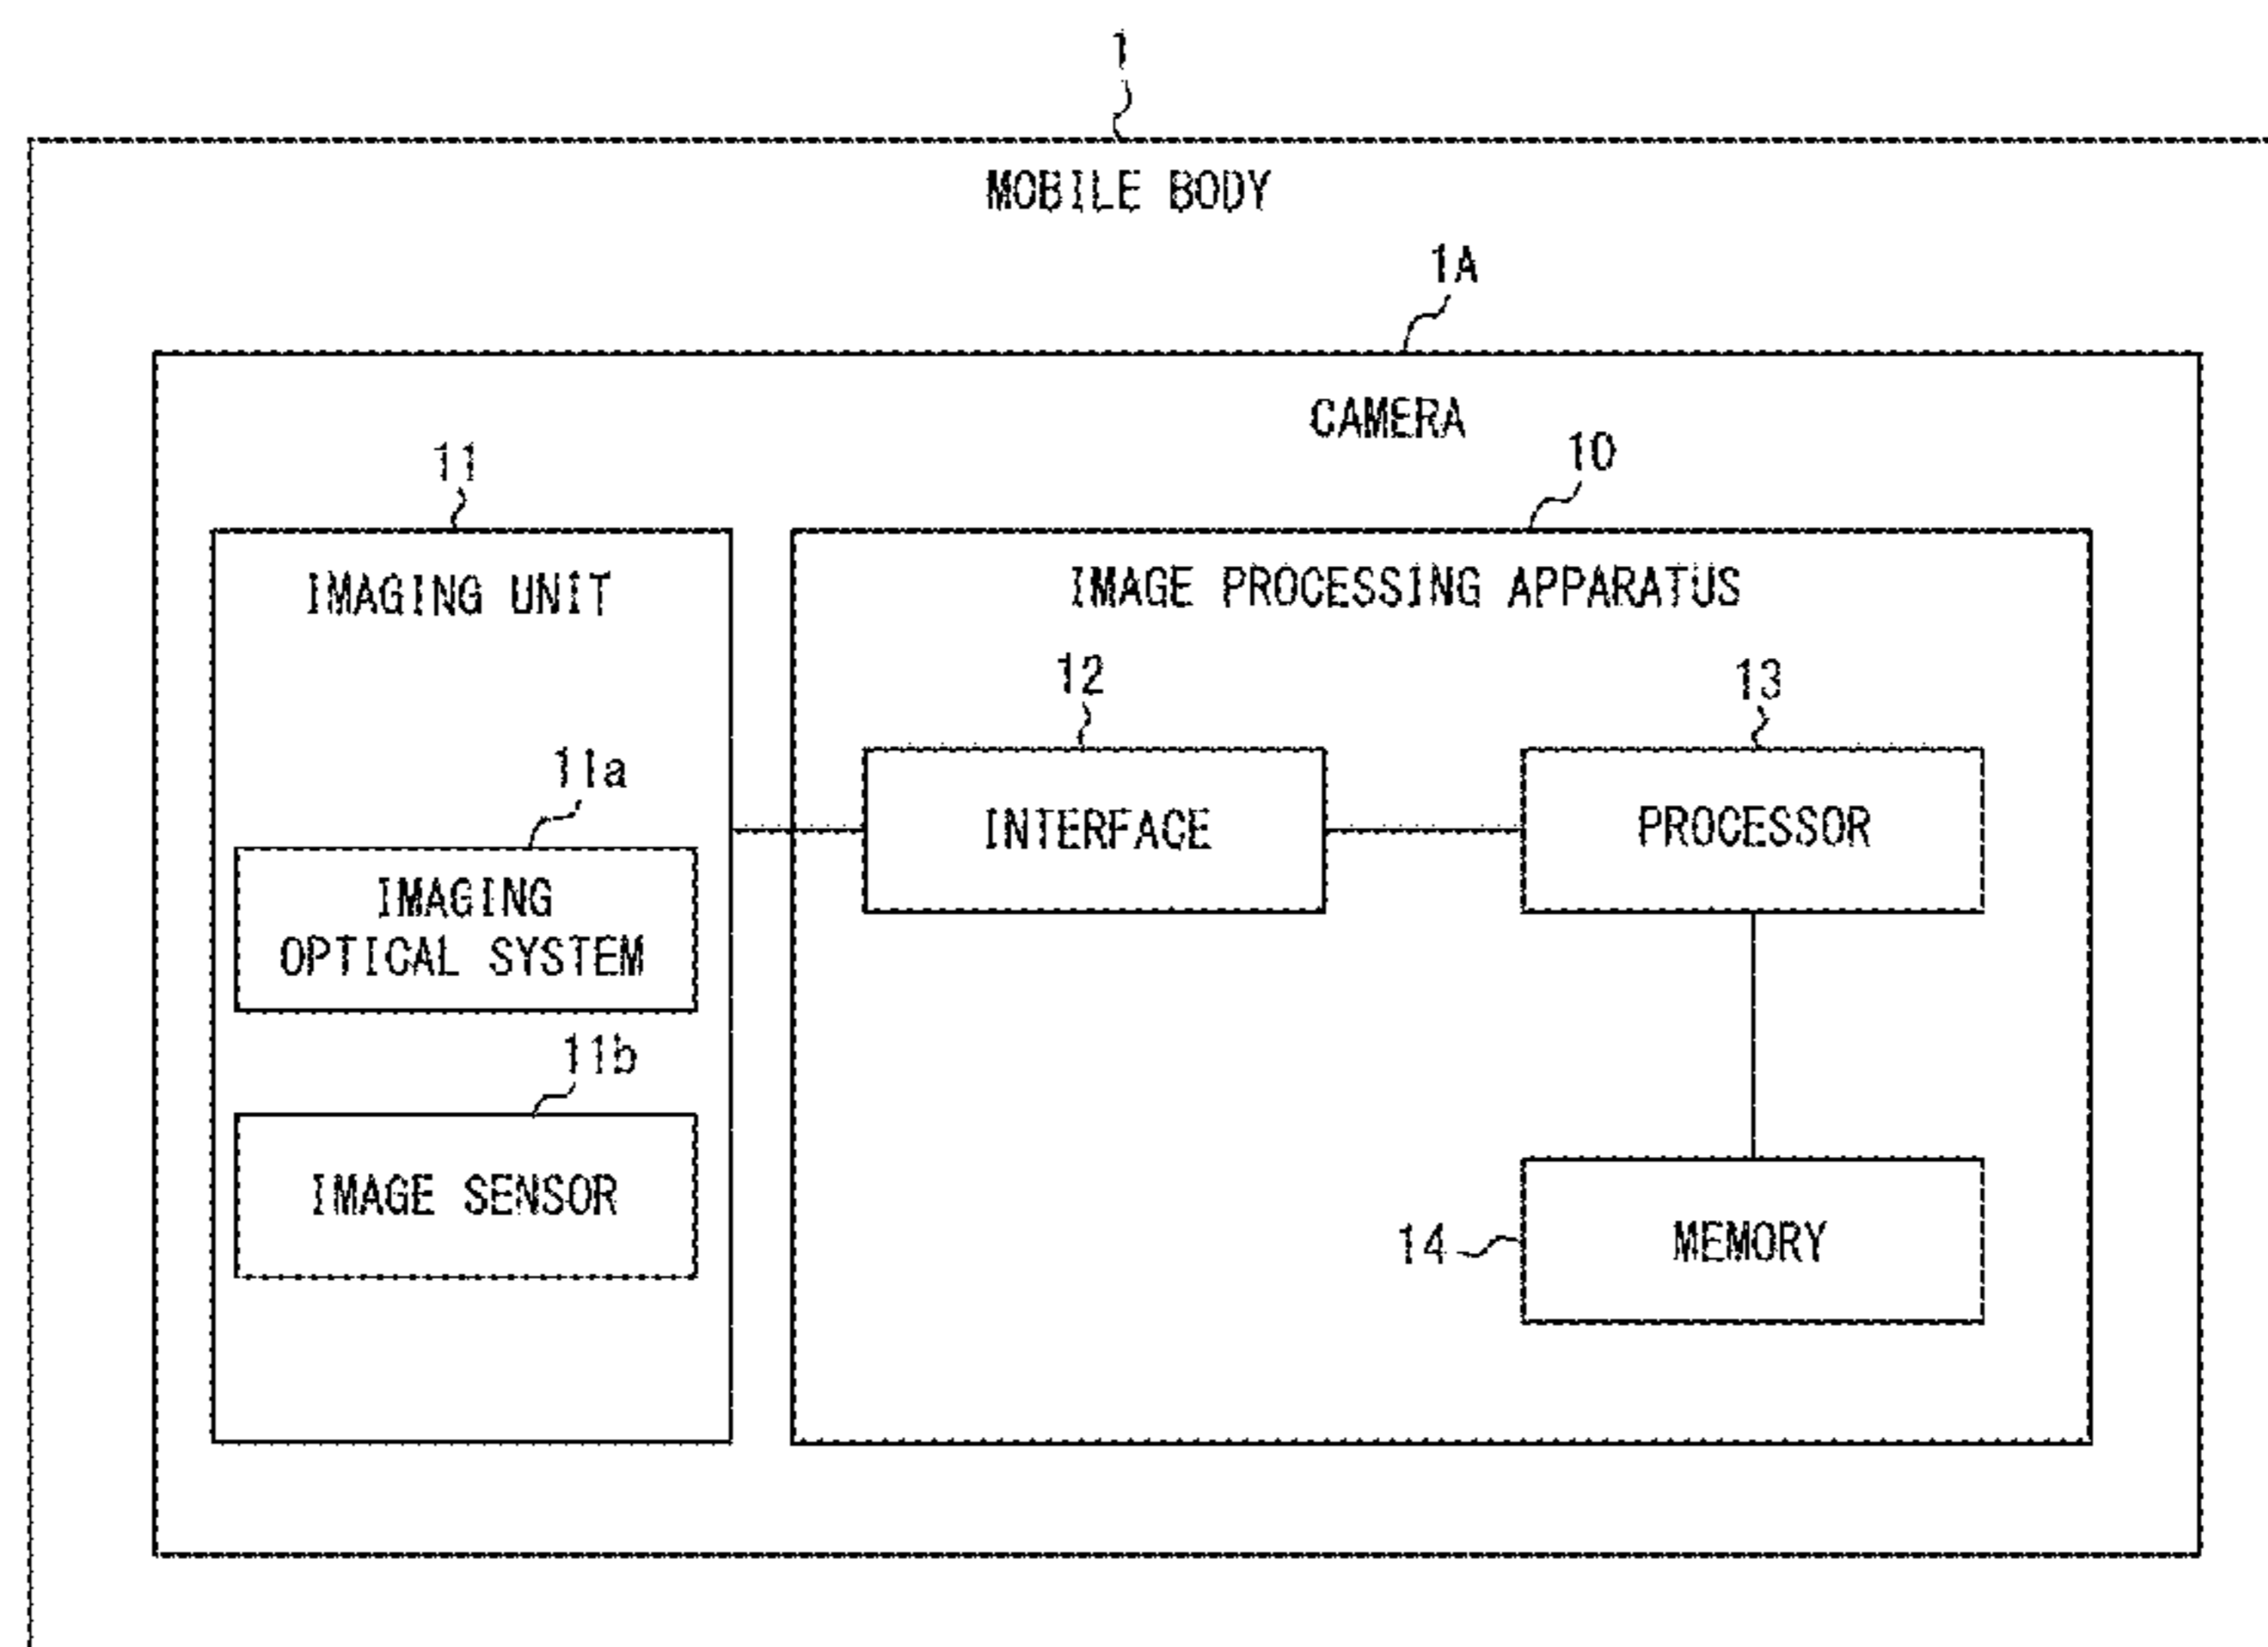 1
MOBILE BODY
1A
CAMERA
11
10
IMAGING UNIT
IMAGE PROCESSING APPARATUS
12
13
11a
INTERFACE
PROCESSOR
IMAGING
OPTICAL SYSTEM
11b
IMAGE SENSOR
14
MEMORY